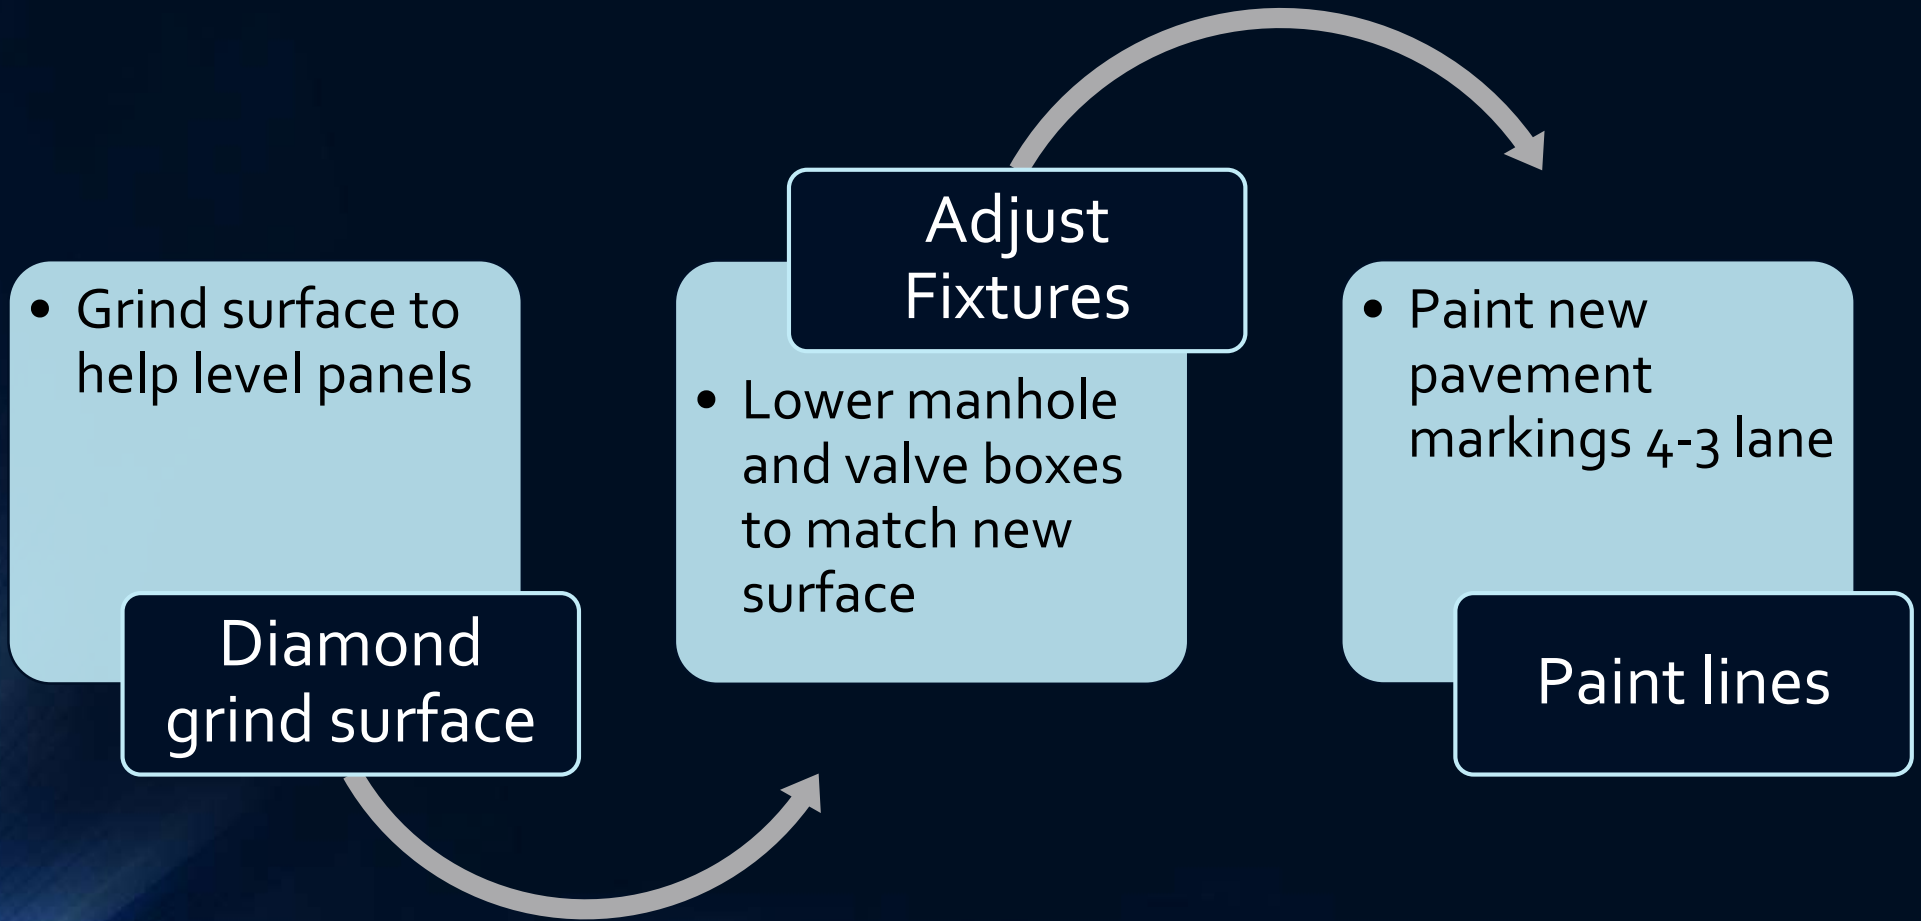 • Grind surface to
help level panels
Diamond
grind surface
Adjust
Fixtures
• Lower manhole
and valve boxes
to match new
surface
• Paint new
pavement
markings 4-3 lane
Paint lines